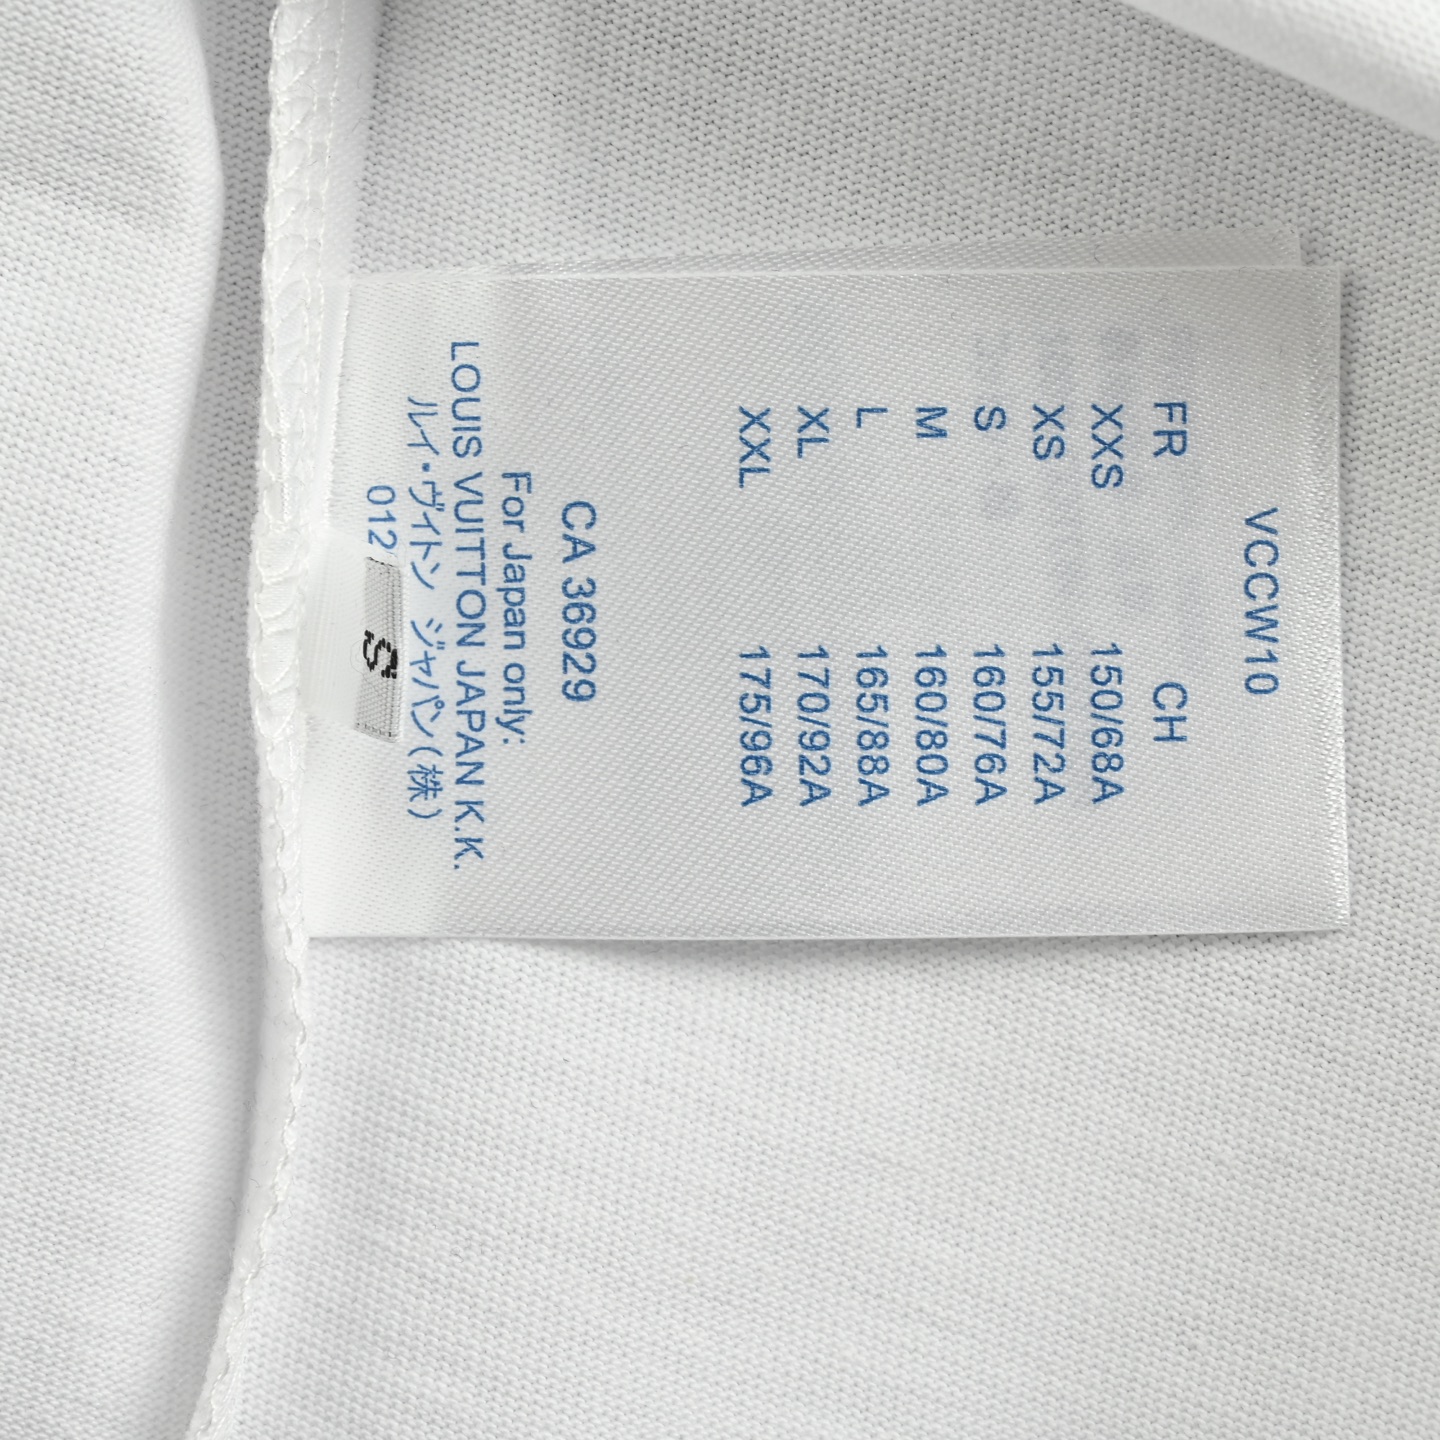 VCCW10
FR CH
XXS 150/68A
XS 155/72A
S 160/76A
M 160/80A
L 165/88A
XL 170/92A
XXL 175/96A
CA 36929
For Japan only:
LOUIS VUITTON JAPAN K.K.
ルイ・ヴィトン ジャパン(株)
012
S